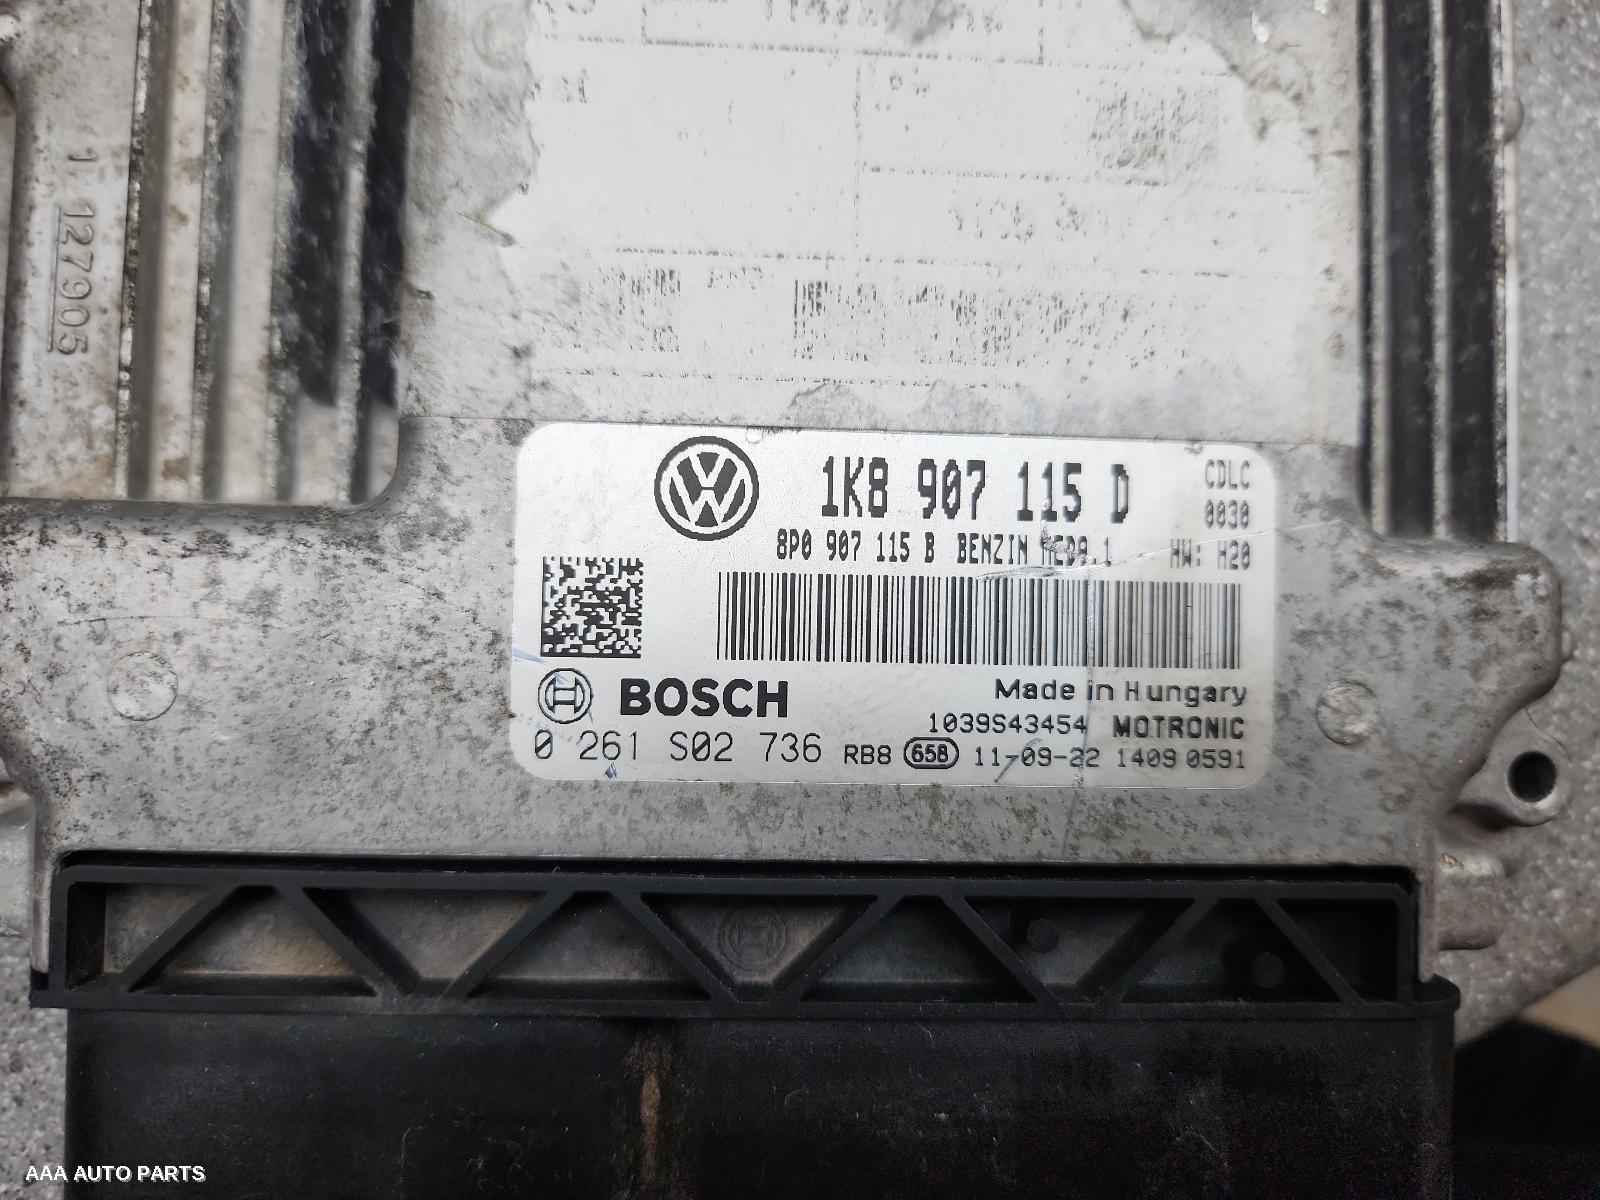 1 127905
1K8 907 115 D
CDLC
0030
8P0 907 115 B BENZIN MED9.1 HW: H20
BOSCH
Made in Hungary
1039S43454 MOTRONIC
0 261 S02 736 RB8 658 11-09-22 1409 0591
AAA AUTO PARTS